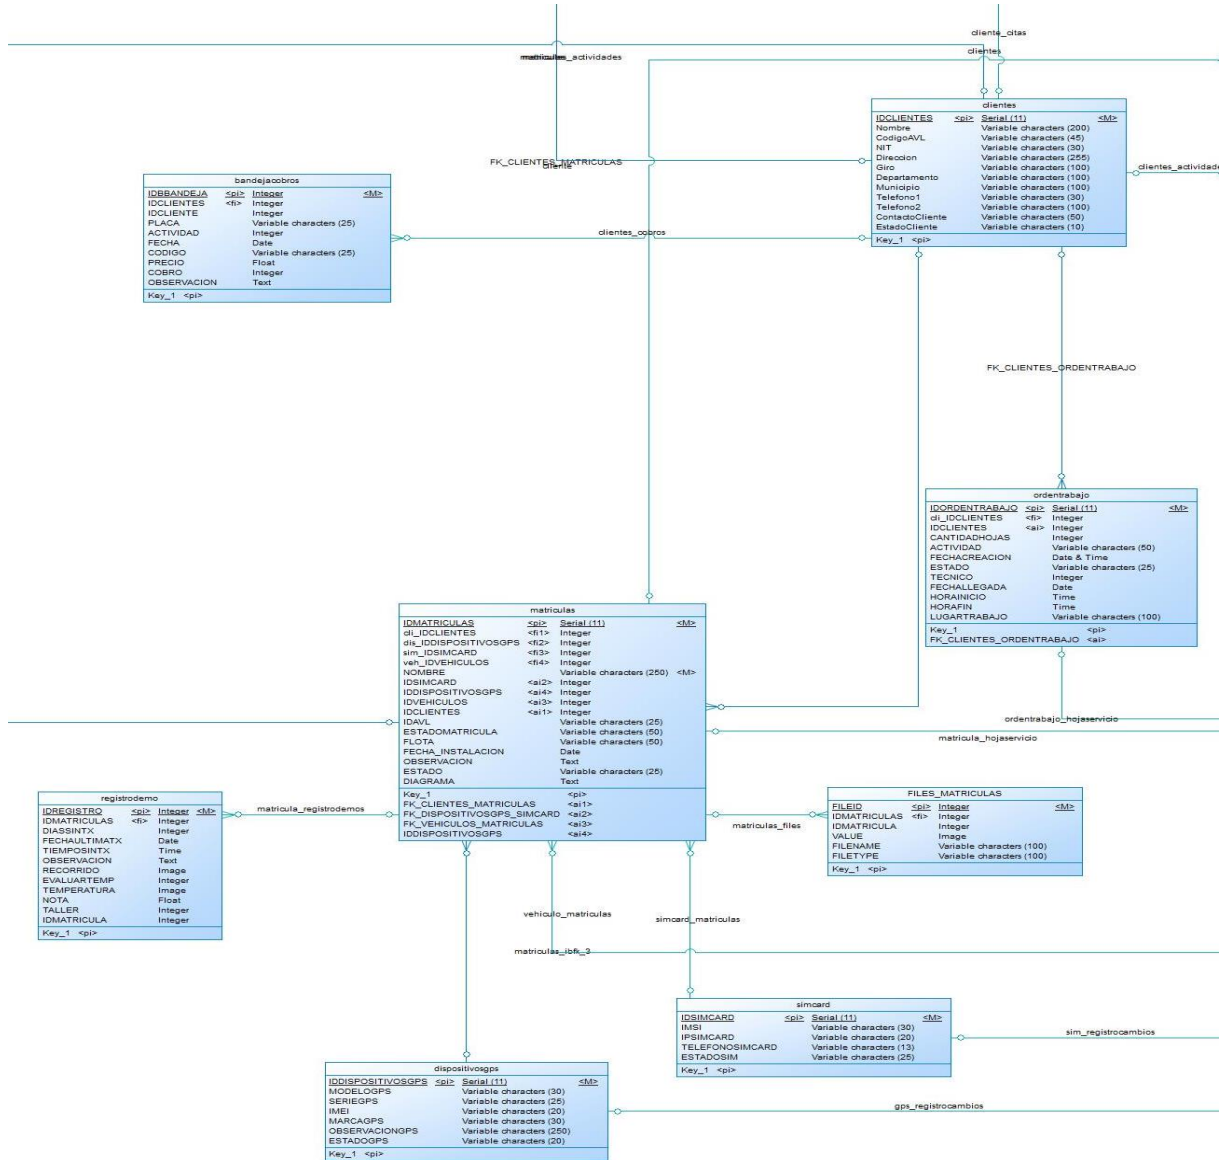 cliente_citas
clientes
matriculas_actividades
clientes
IDCLIENTES <pi> Serial (11) <M>
Nombre Variable characters (200)
CodigoAVL Variable characters (45)
NIT Variable characters (30)
Direccion Variable characters (255)
Giro Variable characters (100)
Departamento Variable characters (100)
Municipio Variable characters (100)
Telefono1 Variable characters (30)
Telefono2 Variable characters (100)
ContactoCliente Variable characters (50)
EstadoCliente Variable characters (10)
Key_1 <pi>
FK_CLIENTES_MATRICULAS
cliente
clientes_actividade
bandejacobros
IDBBANDEJA <pi> Integer <M>
IDCLIENTES <fi> Integer
IDCLIENTE Integer
PLACA Variable characters (25)
ACTIVIDAD Integer
FECHA Date
CODIGO Variable characters (25)
PRECIO Float
COBRO Integer
OBSERVACION Text
Key_1 <pi>
clientes_cobros
FK_CLIENTES_ORDENTRABAJO
ordentrabajo
IDORDENTRABAJO <pi> Serial (11) <M>
cli_IDCLIENTES <fi> Integer
IDCLIENTES <ai> Integer
CANTIDADHOJAS Integer
ACTIVIDAD Variable characters (50)
FECHACREACION Date & Time
ESTADO Variable characters (25)
TECNICO Integer
FECHALLEGADA Date
HORAINICIO Time
HORAFIN Time
LUGARTRABAJO Variable characters (100)
Key_1 <pi>
FK_CLIENTES_ORDENTRABAJO <ai>
matriculas
IDMATRICULAS <pi> Serial (11) <M>
cli_IDCLIENTES <fi1> Integer
dis_IDDISPOSITIVOSGPS <fi2> Integer
sim_IDSIMCARD <fi3> Integer
veh_IDVEHICULOS <fi4> Integer
NOMBRE Variable characters (250) <M>
IDSIMCARD <ai2> Integer
IDDISPOSITIVOSGPS <ai4> Integer
IDVEHICULOS <ai3> Integer
IDCLIENTES <ai1> Integer
IDAVL Variable characters (25)
ESTADOMATRICULA Variable characters (50)
FLOTA Variable characters (50)
FECHA_INSTALACION Date
OBSERVACION Text
ESTADO Variable characters (25)
DIAGRAMA Text
Key_1 <pi>
FK_CLIENTES_MATRICULAS <ai1>
FK_DISPOSITIVOSGPS_SIMCARD <ai2>
FK_VEHICULOS_MATRICULAS <ai3>
IDDISPOSITIVOSGPS <ai4>
ordentrabajo_hojaservicio
matricula_hojaservicio
registrodemo
IDREGISTRO <pi> Integer <M>
IDMATRICULAS <fi> Integer
DIASSINTX Integer
FECHAULTIMATX Date
TIEMPOSINTX Time
OBSERVACION Text
RECORRIDO Image
EVALUARTEMP Integer
TEMPERATURA Image
NOTA Float
TALLER Integer
IDMATRICULA Integer
Key_1 <pi>
matricula_registrodemos
FILES_MATRICULAS
FILEID <pi> Integer <M>
IDMATRICULAS <fi> Integer
IDMATRICULA Integer
VALUE Image
FILENAME Variable characters (100)
FILETYPE Variable characters (100)
Key_1 <pi>
matriculas_files
vehiculo_matriculas
simcard_matriculas
matriculas_ibfk_3
simcard
IDSIMCARD <pi> Serial (11) <M>
IMSI Variable characters (30)
IPSIMCARD Variable characters (20)
TELEFONOSIMCARD Variable characters (13)
ESTADOSIM Variable characters (25)
Key_1 <pi>
sim_registrocambios
dispositivosgps
IDDISPOSITIVOSGPS <pi> Serial (11) <M>
MODELOGPS Variable characters (30)
SERIEGPS Variable characters (25)
IMEI Variable characters (20)
MARCAGPS Variable characters (30)
OBSERVACIONGPS Variable characters (250)
ESTADOGPS Variable characters (20)
Key_1 <pi>
gps_registrocambios